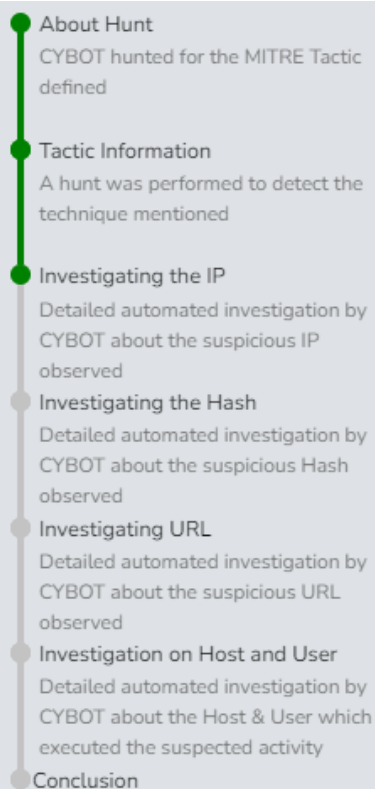 About Hunt
CYBOT hunted for the MITRE Tactic
defined
Tactic Information
A hunt was performed to detect the
technique mentioned
Investigating the IP
Detailed automated investigation by
CYBOT about the suspicious IP
observed
Investigating the Hash
Detailed automated investigation by
CYBOT about the suspicious Hash
observed
Investigating URL
Detailed automated investigation by
CYBOT about the suspicious URL
observed
Investigation on Host and User
Detailed automated investigation by
CYBOT about the Host & User which
executed the suspected activity
Conclusion